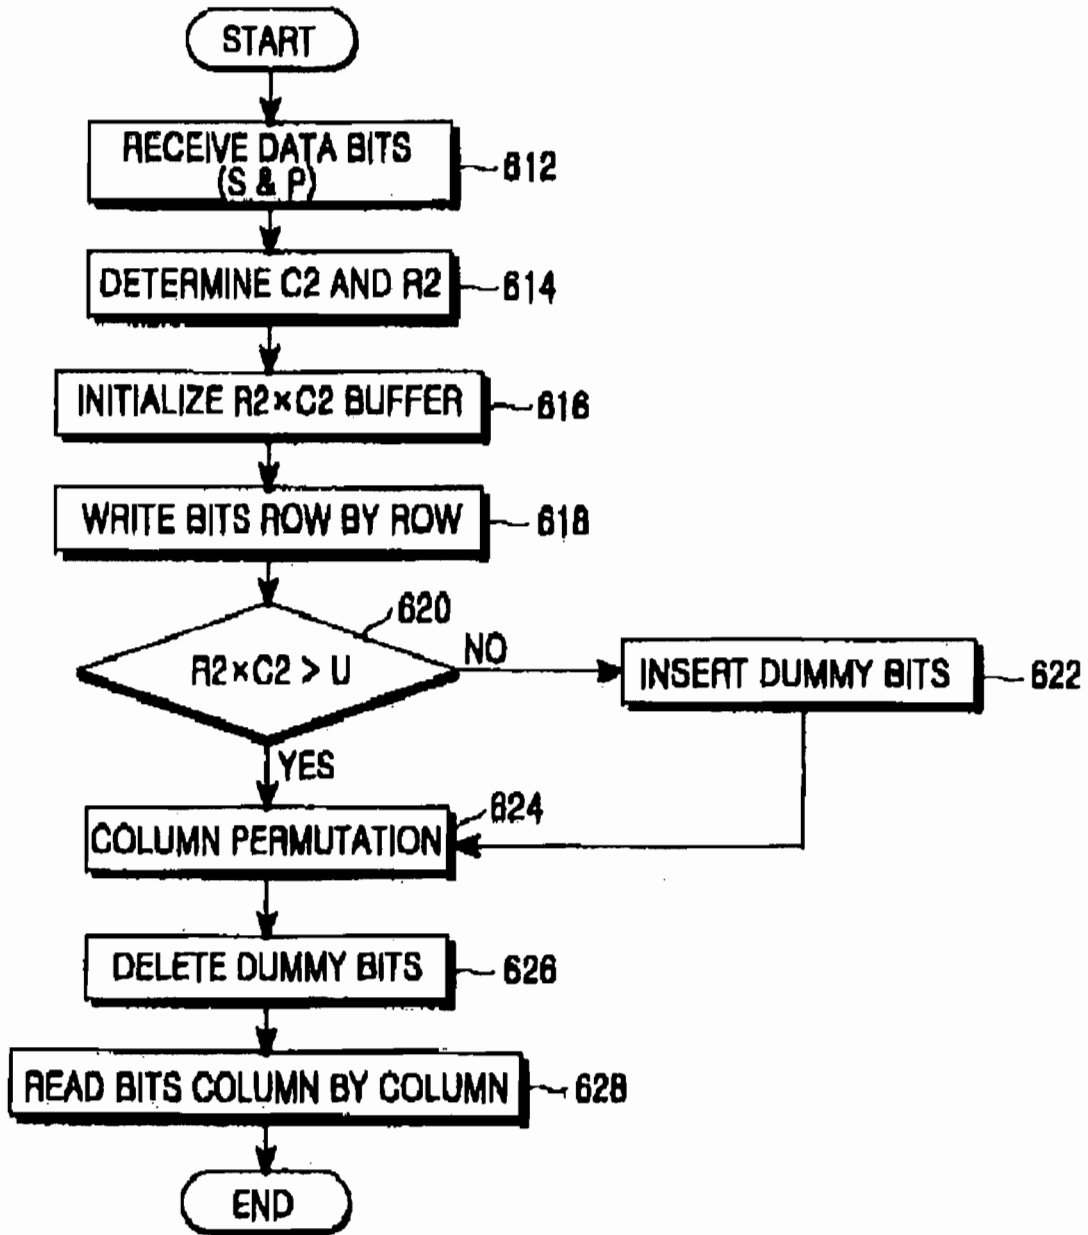 START
RECEIVE DATA BITS
(S & P)
612
DETERMINE C2 AND R2
614
INITIALIZE R2×C2 BUFFER
616
WRITE BITS ROW BY ROW
618
620
R2×C2 > U
NO
INSERT DUMMY BITS
622
YES
624
COLUMN PERMUTATION
DELETE DUMMY BITS
626
READ BITS COLUMN BY COLUMN
628
END